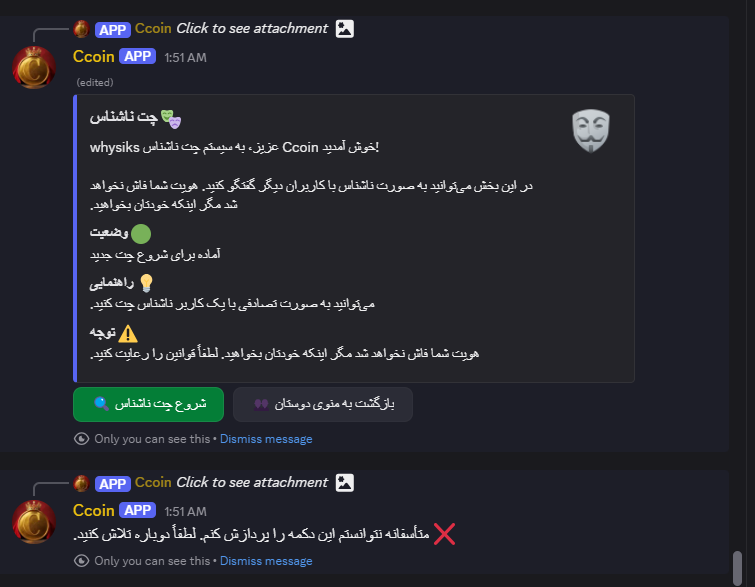 APP Ccoin Click to see attachment
Ccoin APP 1:51 AM
(edited)
چت ناشناس
whysiks عزیز، به سیستم چت ناشناس Ccoin خوش آمدید!
در این بخش می‌توانید به صورت ناشناس با کاربران دیگر گفتگو کنید. هویت شما فاش نخواهد
شد مگر اینکه خودتان بخواهید.
وضعیت
آماده برای شروع چت جدید
راهنمایی
می‌توانید به صورت تصادفی با یک کاربر ناشناس چت کنید.
توجه
هویت شما فاش نخواهد شد مگر اینکه خودتان بخواهید. لطفاً قوانین را رعایت کنید.
شروع چت ناشناس
بازگشت به منوی دوستان
Only you can see this • Dismiss message
APP Ccoin Click to see attachment
Ccoin APP 1:51 AM
متأسفانه نتوانستم این دکمه را پردازش کنم. لطفاً دوباره تلاش کنید.
Only you can see this • Dismiss message